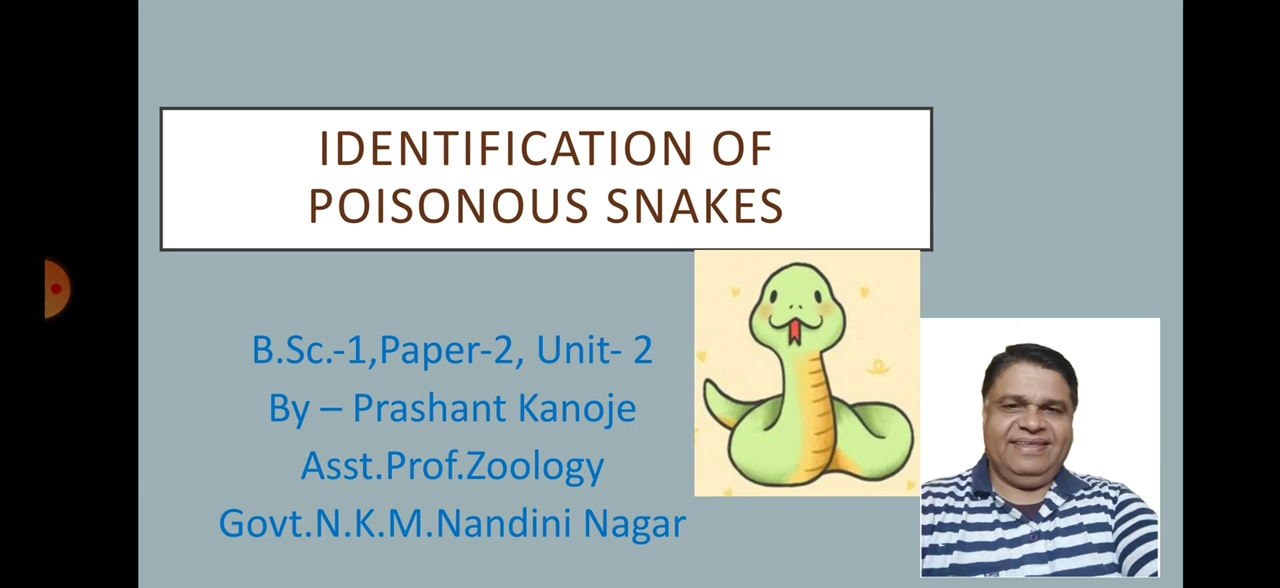 IDENTIFICATION OF
POISONOUS SNAKES
B.Sc.-1,Paper-2, Unit- 2
By – Prashant Kanoje
Asst.Prof.Zoology
Govt.N.K.M.Nandini Nagar